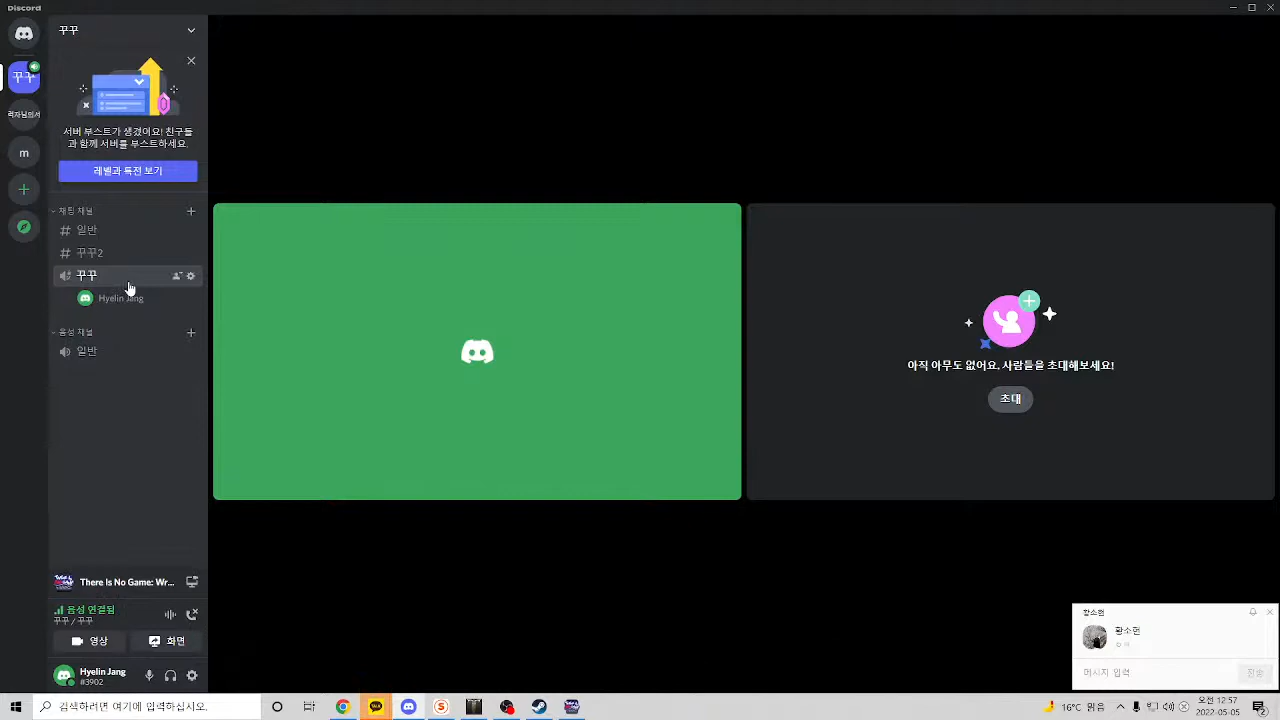 Discord
꾸꾸
꾸꾸
m
서버 부스트가 생겼어요! 친구들
과 함께 서버를 부스트하세요.
레벨과 특전 보기
채팅 채널
# 일반
# 꾸꾸2
꾸꾸
Hyelin Jang
음성 채널
일반
아직 아무도 없어요. 사람들을 초대해보세요!
초대
There Is No Game: Wr...
음성 연결됨
꾸꾸 / 꾸꾸
영상
화면
Hyelin Jang
#3902
황소현
황소현
ㅇㅋ
메시지 입력
전송
검색하려면 여기에 입력하십시오.
맑음
오전 12:57
2022-05-05